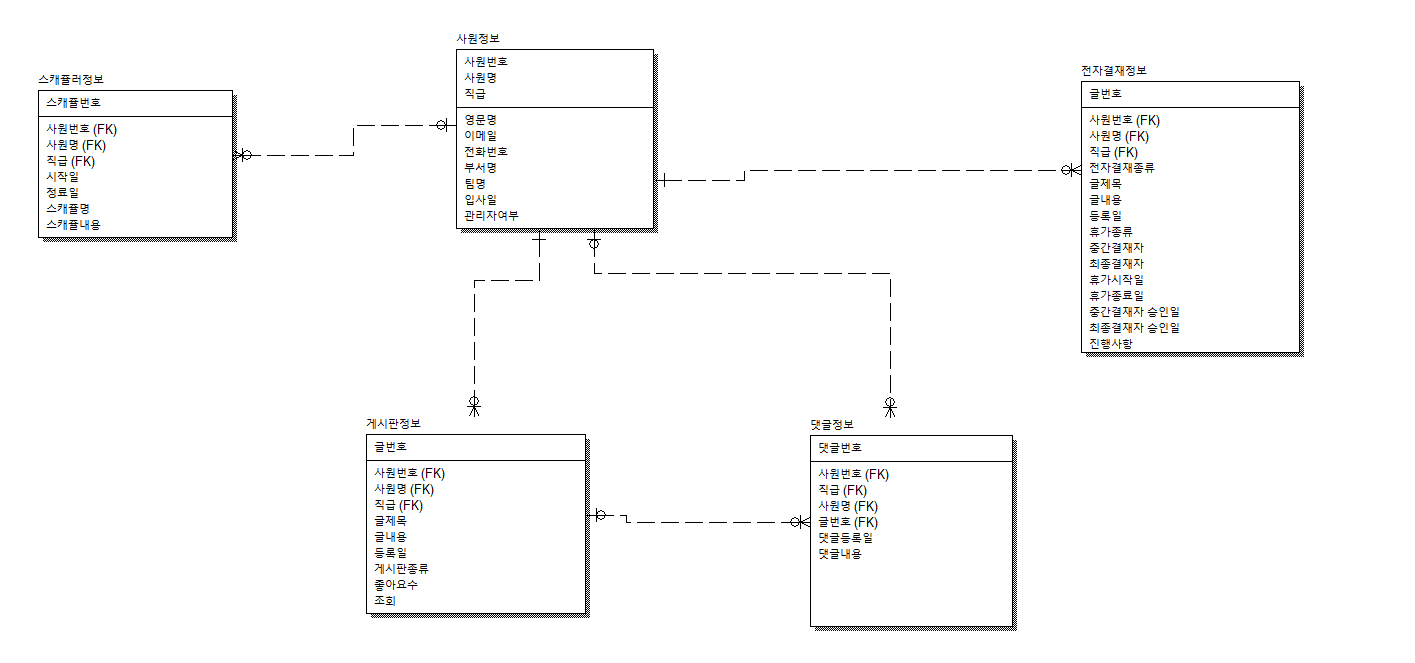 사원정보
사원번호
사원명
직급
영문명
이메일
전화번호
부서명
팀명
입사일
관리자여부
스캐쥴러정보
스캐쥴번호
사원번호 (FK)
사원명 (FK)
직급 (FK)
시작일
정료일
스캐쥴명
스캐쥴내용
전자결재정보
글번호
사원번호 (FK)
사원명 (FK)
직급 (FK)
전자결재종류
글제목
글내용
등록일
휴가종류
중간결재자
최종결재자
휴가시작일
휴가종료일
중간결재자 승인일
최종결재자 승인일
진행사항
게시판정보
글번호
사원번호 (FK)
사원명 (FK)
직급 (FK)
글제목
글내용
등록일
게시판종류
좋아요수
조회
댓글정보
댓글번호
사원번호 (FK)
직급 (FK)
사원명 (FK)
글번호 (FK)
댓글등록일
댓글내용